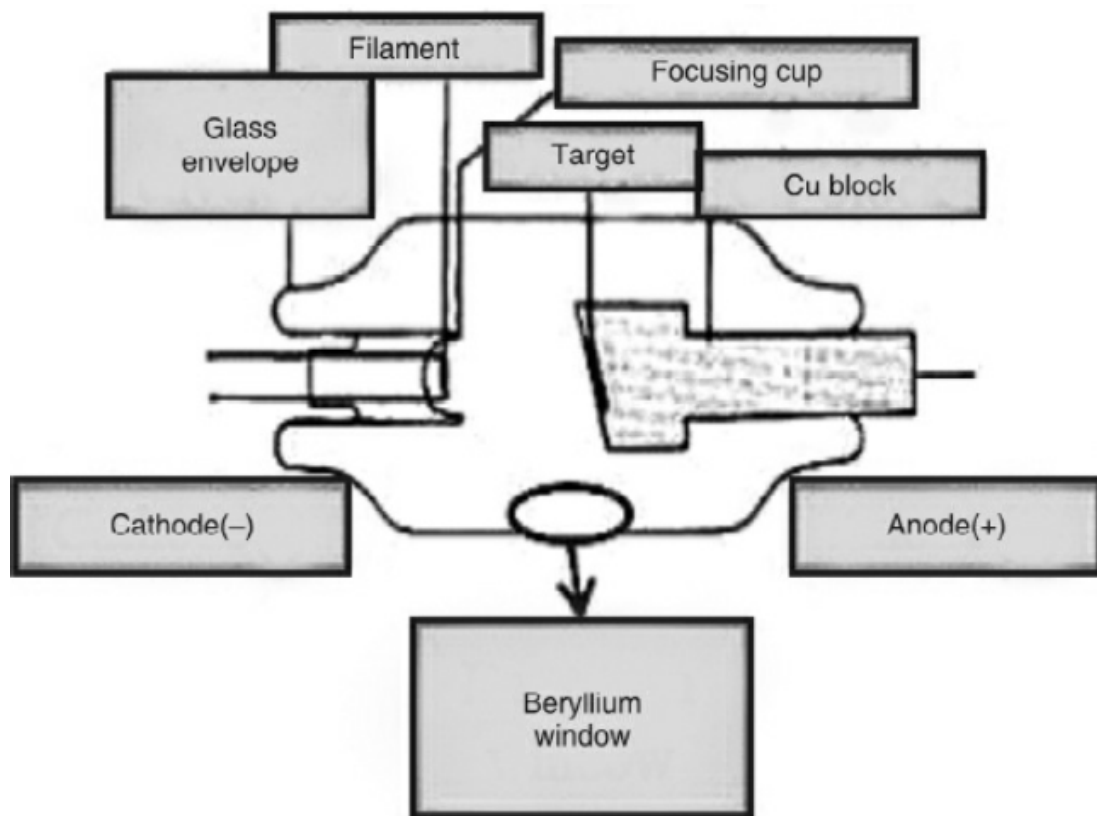 Filament
Focusing cup
Glass
envelope
Target
Cu block
Cathode(–)
Anode(+)
Beryllium
window